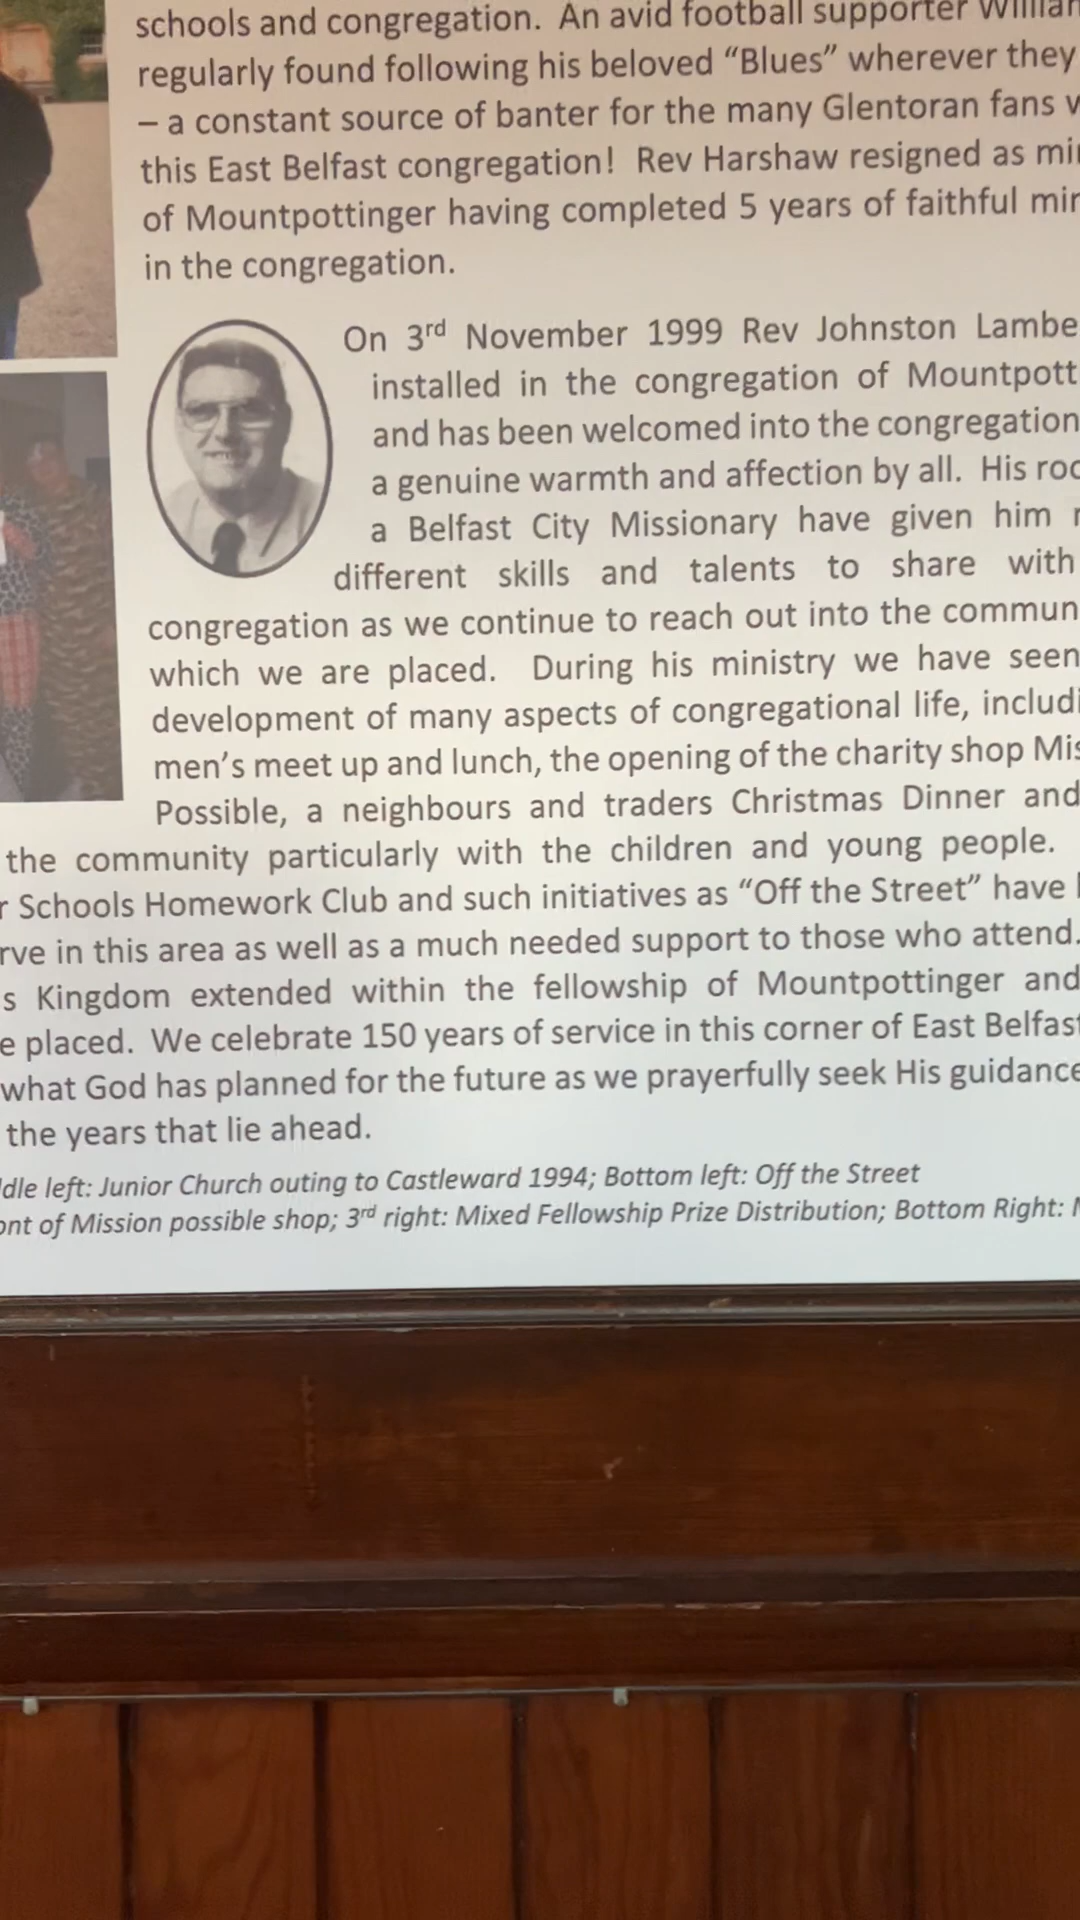 schools and congregation. An avid football supporter
regularly found following his beloved “Blues” wherever they
– a constant source of banter for the many Glentoran fans
this East Belfast congregation! Rev Harshaw resigned as
of Mountpottinger having completed 5 years of faithful
in the congregation.
On 3rd November 1999 Rev Johnston Lambe
installed in the congregation of Mountpott
and has been welcomed into the congregation
a genuine warmth and affection by all. His roo
a Belfast City Missionary have given him
different skills and talents to share with
congregation as we continue to reach out into the commun
which we are placed. During his ministry we have seen
development of many aspects of congregational life, includi
men’s meet up and lunch, the opening of the charity shop Mis
Possible, a neighbours and traders Christmas Dinner and
the community particularly with the children and young people.
r Schools Homework Club and such initiatives as “Off the Street” have
rve in this area as well as a much needed support to those who attend.
s Kingdom extended within the fellowship of Mountpottinger and
e placed. We celebrate 150 years of service in this corner of East Belfast
what God has planned for the future as we prayerfully seek His guidance
the years that lie ahead.
ddle left: Junior Church outing to Castleward 1994; Bottom left: Off the Street
ont of Mission possible shop; 3rd right: Mixed Fellowship Prize Distribution; Bottom Right: